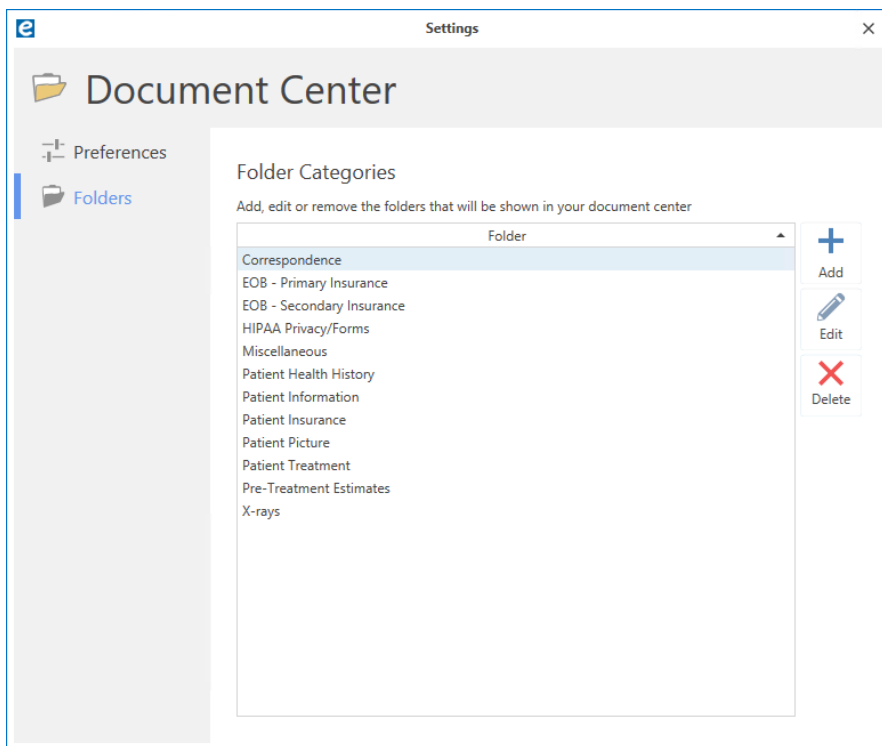 Settings
Document Center
Preferences
Folders
Folder Categories
Add, edit or remove the folders that will be shown in your document center
Folder
Correspondence
EOB - Primary Insurance
EOB - Secondary Insurance
HIPAA Privacy/Forms
Miscellaneous
Patient Health History
Patient Information
Patient Insurance
Patient Picture
Patient Treatment
Pre-Treatment Estimates
X-rays
Add
Edit
Delete